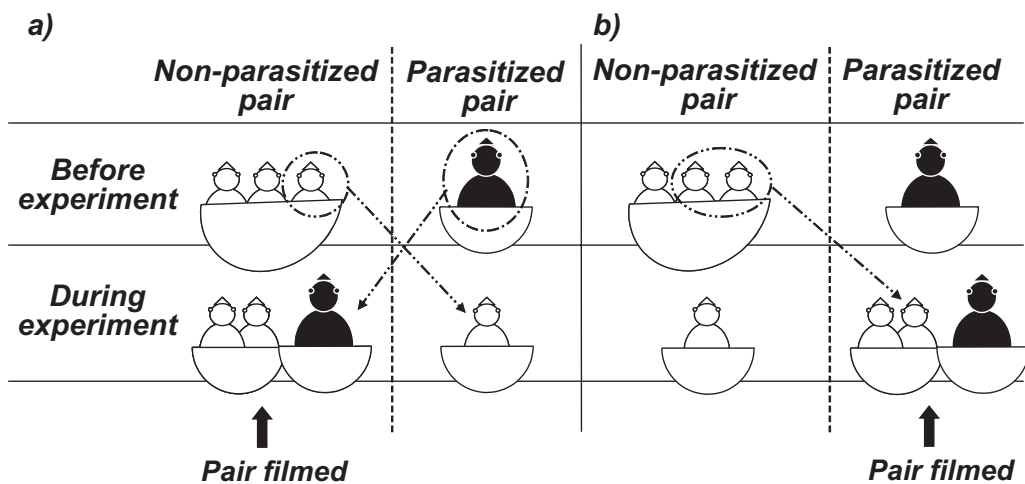 a)
Non-parasitized
pair
Parasitized
pair
b)
Non-parasitized
pair
Parasitized
pair
Before
experiment
During
experiment
Pair filmed
Pair filmed